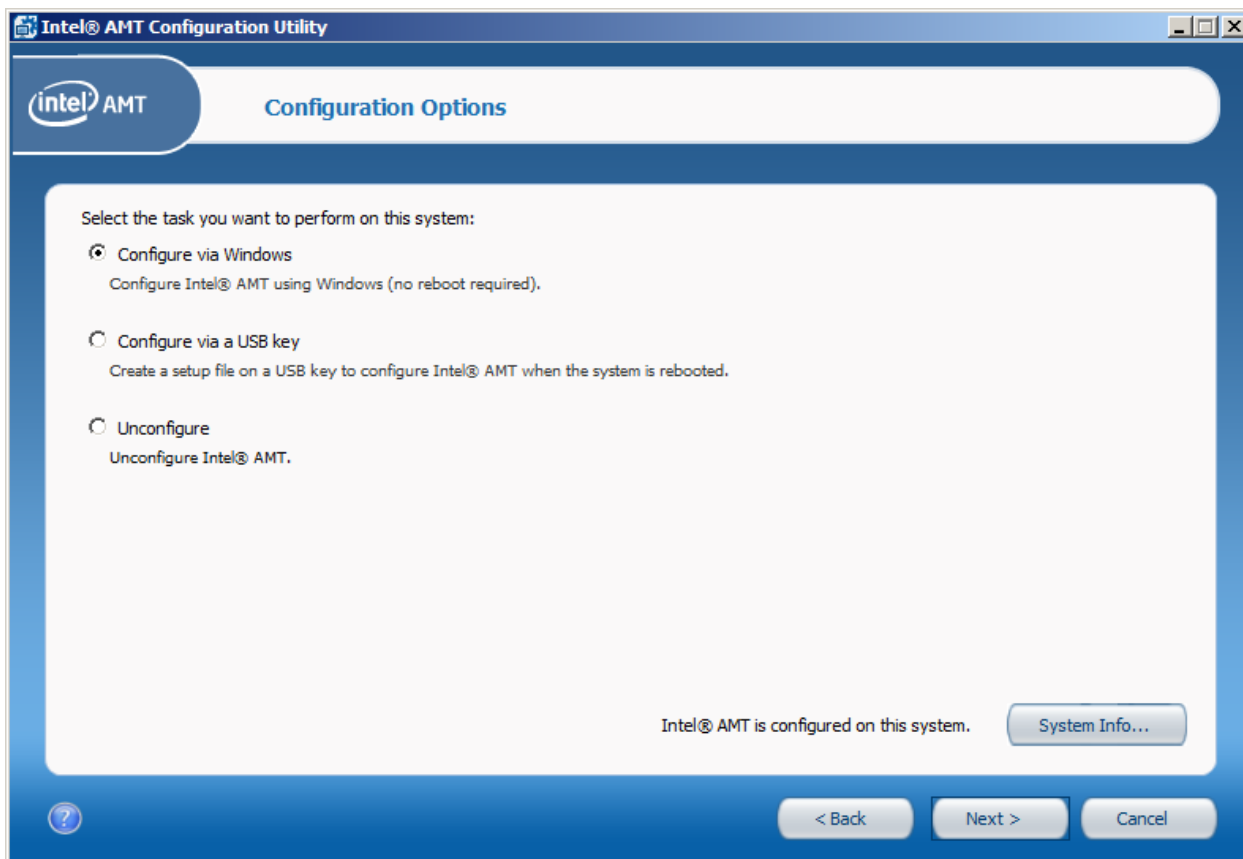 Intel® AMT Configuration Utility
intel AMT
Configuration Options
Select the task you want to perform on this system:
Configure via Windows
Configure Intel® AMT using Windows (no reboot required).
Configure via a USB key
Create a setup file on a USB key to configure Intel® AMT when the system is rebooted.
Unconfigure
Unconfigure Intel® AMT.
Intel® AMT is configured on this system.
System Info...
?
< Back
Next >
Cancel